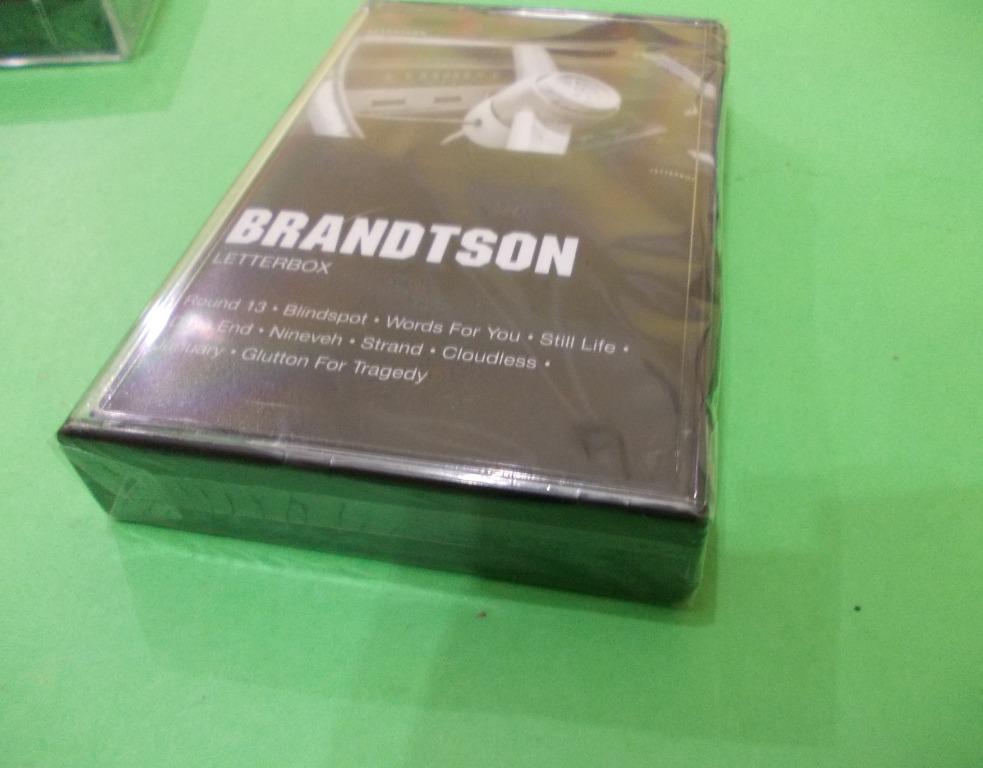 BRANDTSON
LETTERBOX
Round 13 • Blindspot • Words For You • Still Life •
End • Nineveh • Strand • Cloudless •
• Glutton For Tragedy